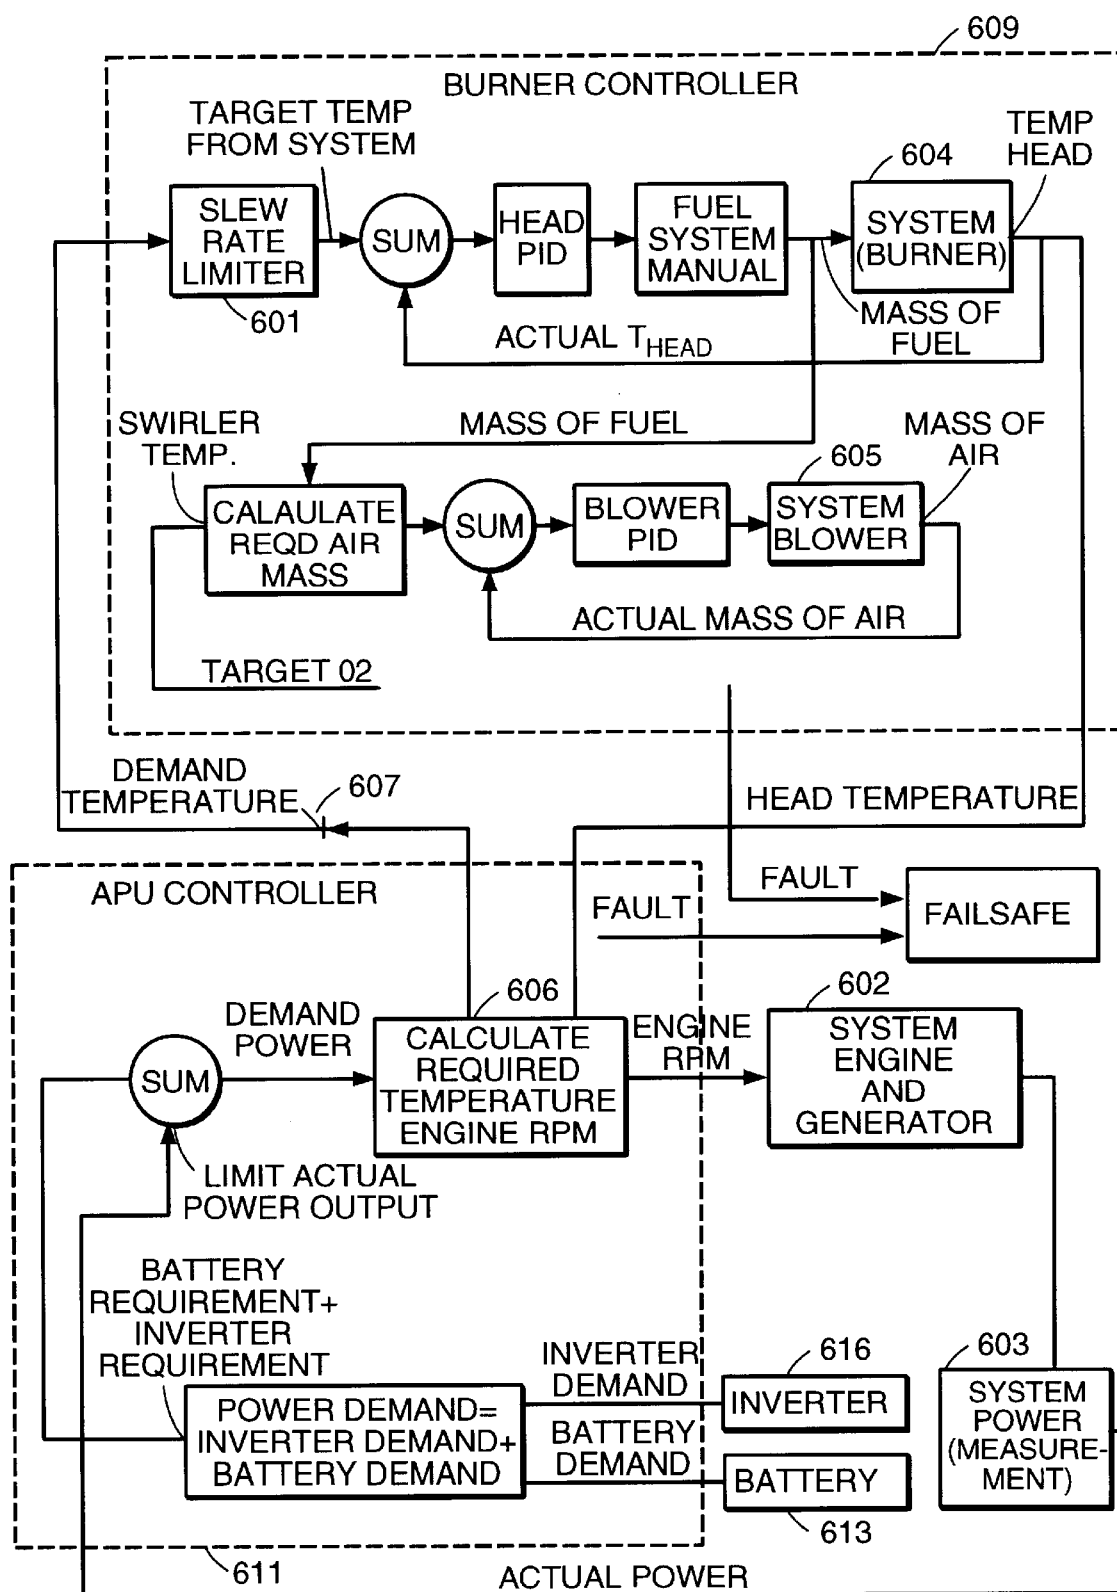 609
BURNER CONTROLLER
TARGET TEMP
FROM SYSTEM
TEMP
HEAD
604
SLEW
RATE
LIMITER
SUM
HEAD
PID
FUEL
SYSTEM
MANUAL
SYSTEM
(BURNER)
601
ACTUAL THEAD
MASS OF
FUEL
SWIRLER
TEMP.
MASS OF FUEL
MASS OF
AIR
605
CALAULATE
REQD AIR
MASS
SUM
BLOWER
PID
SYSTEM
BLOWER
ACTUAL MASS OF AIR
TARGET 02
DEMAND
TEMPERATURE
607
HEAD TEMPERATURE
APU CONTROLLER
FAULT
FAULT
FAILSAFE
606
602
DEMAND
POWER
SUM
CALCULATE
REQUIRED
TEMPERATURE
ENGINE RPM
ENGINE
RPM
SYSTEM
ENGINE
AND
GENERATOR
LIMIT ACTUAL
POWER OUTPUT
BATTERY
REQUIREMENT+
INVERTER
REQUIREMENT
INVERTER
DEMAND
616
603
POWER DEMAND=
INVERTER DEMAND+
BATTERY DEMAND
INVERTER
BATTERY
DEMAND
BATTERY
SYSTEM
POWER
(MEASURE-
MENT)
613
611
ACTUAL POWER